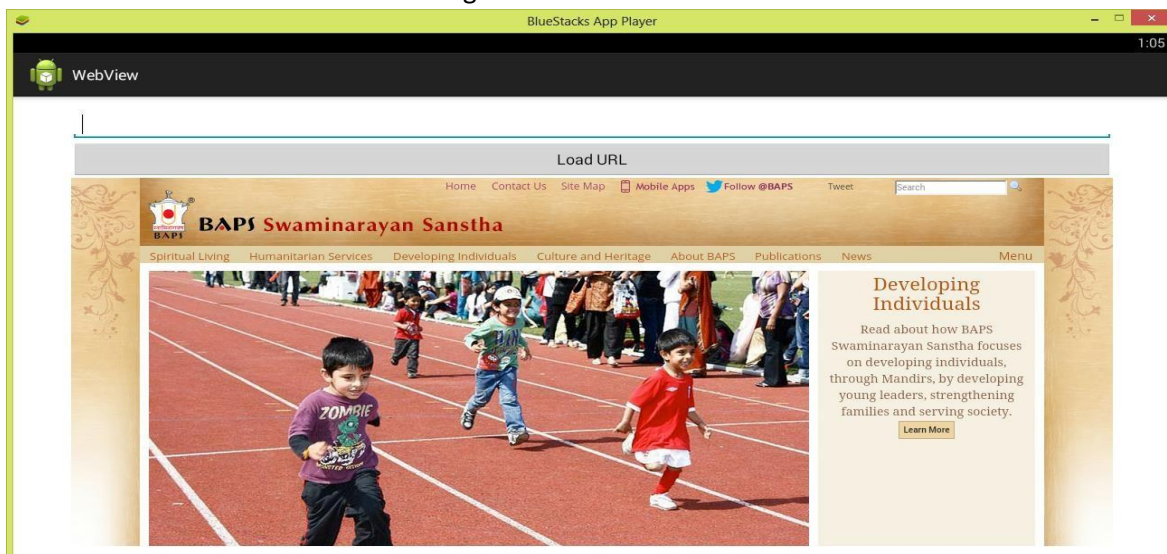 BlueStacks App Player
1:05
WebView
Load URL
Home Contact Us Site Map Mobile Apps Follow @BAPS Tweet Search
BAPS Swaminarayan Sanstha
BAPS
Spiritual Living Humanitarian Services Developing Individuals Culture and Heritage About BAPS Publications News Menu
Developing
Individuals
Read about how BAPS
Swaminarayan Sanstha focuses
on developing individuals,
through Mandirs, by developing
young leaders, strengthening
families and serving society.
Learn More
ZOMBIE